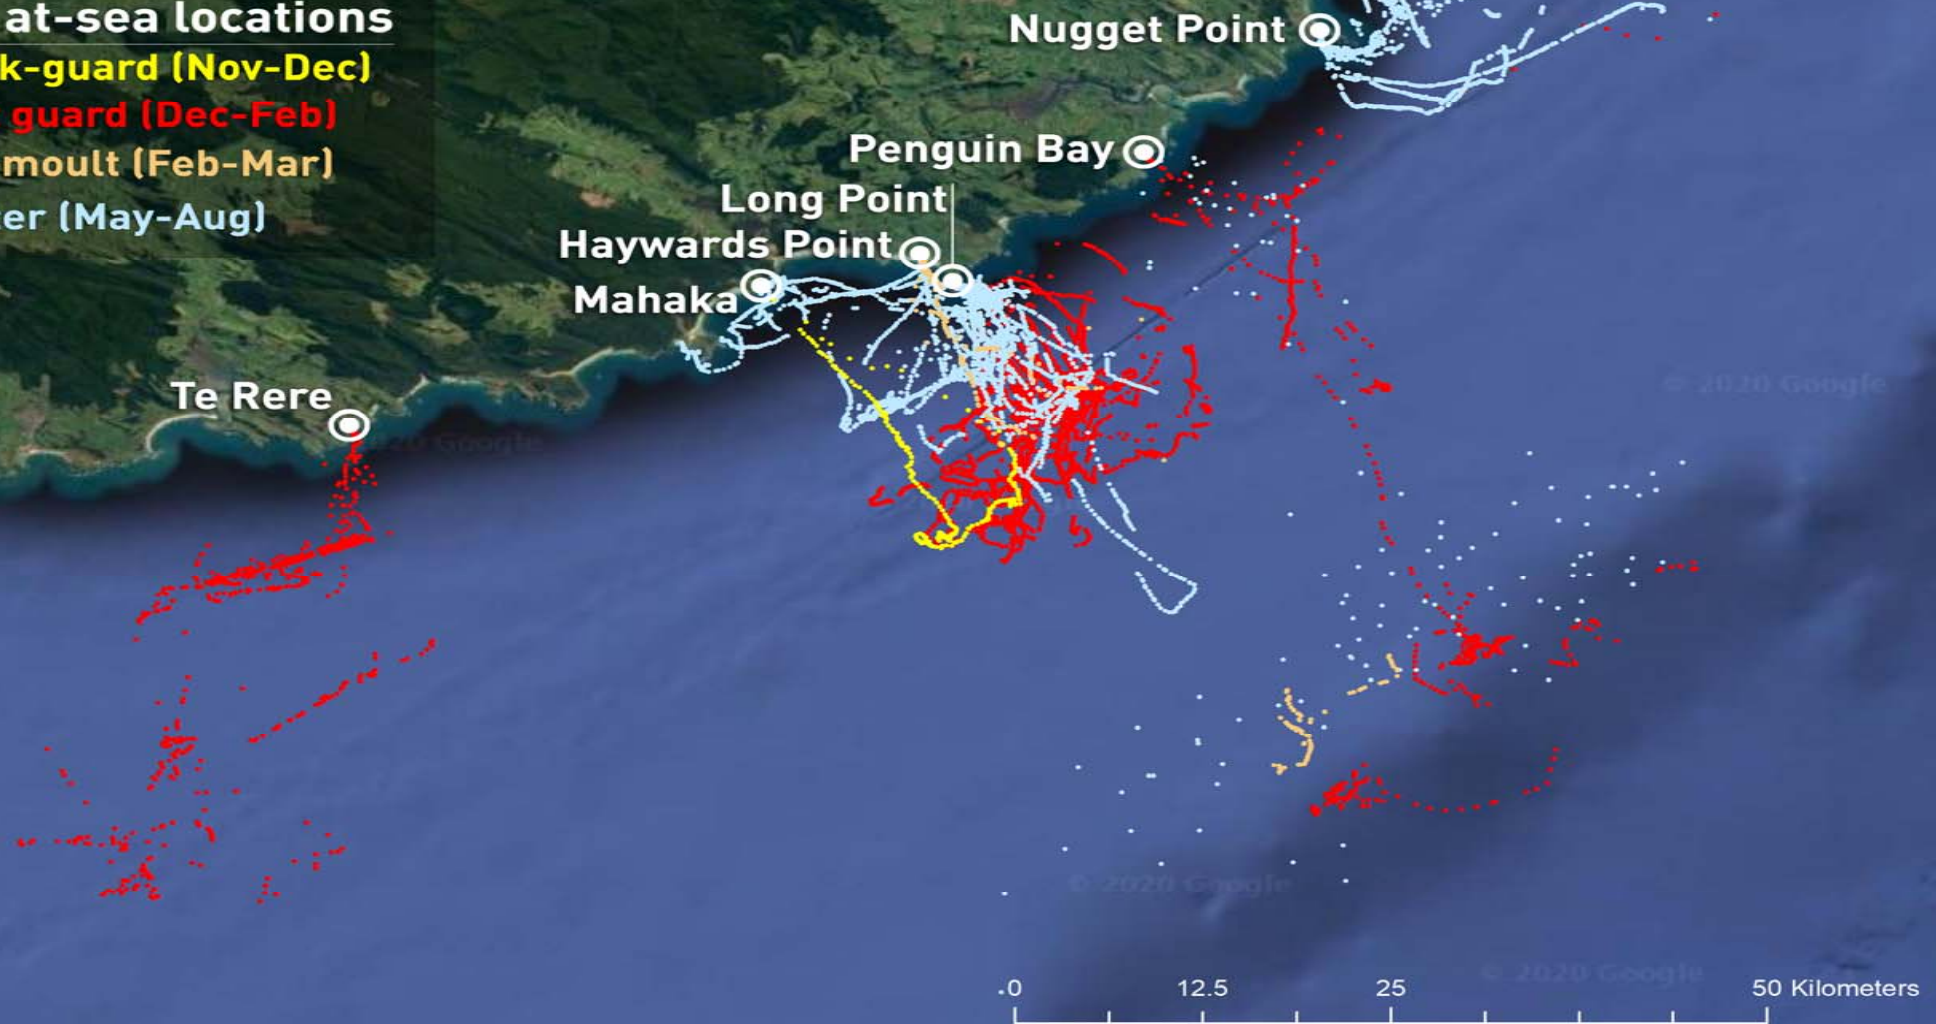 at-sea locations
k-guard (Nov-Dec)
guard (Dec-Feb)
moult (Feb-Mar)
er (May-Aug)
Nugget Point
Penguin Bay
Long Point
Haywards Point
Mahaka
Te Rere
© 2020 Google
2020 Google
© 2020 Google
© 2020 Google
0 12.5 25 50 Kilometers